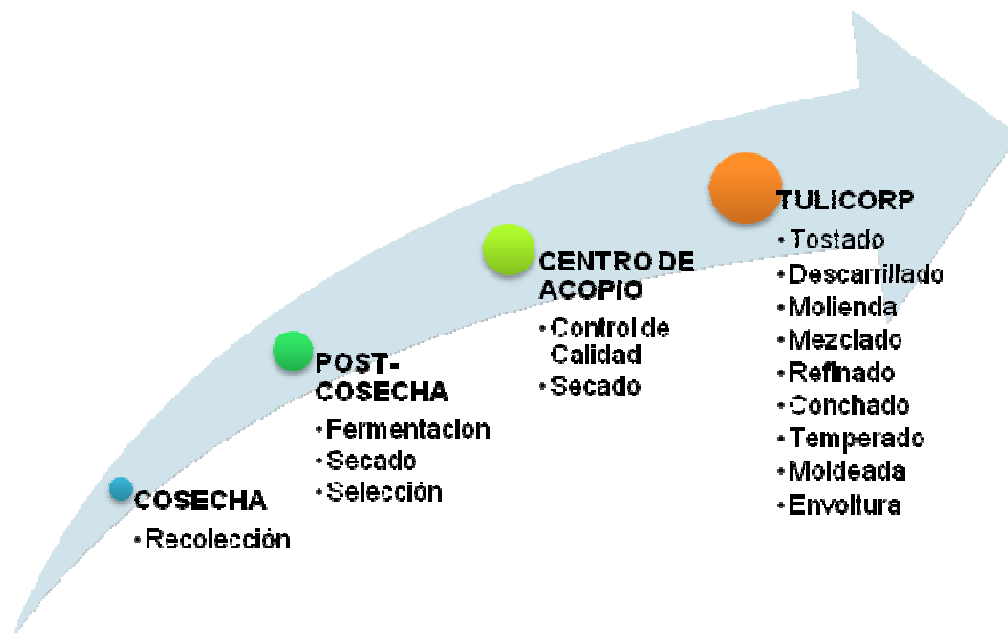 COSECHA
•Recolección
POST-
COSECHA
•Fermentacion
•Secado
•Selección
CENTRO DE
ACOPIO
•Control de
Calidad
•Secado
TULICORP
•Tostado
•Descarrillado
•Molienda
•Mezclado
•Refinado
•Conchado
•Temperado
•Moldeada
•Envoltura